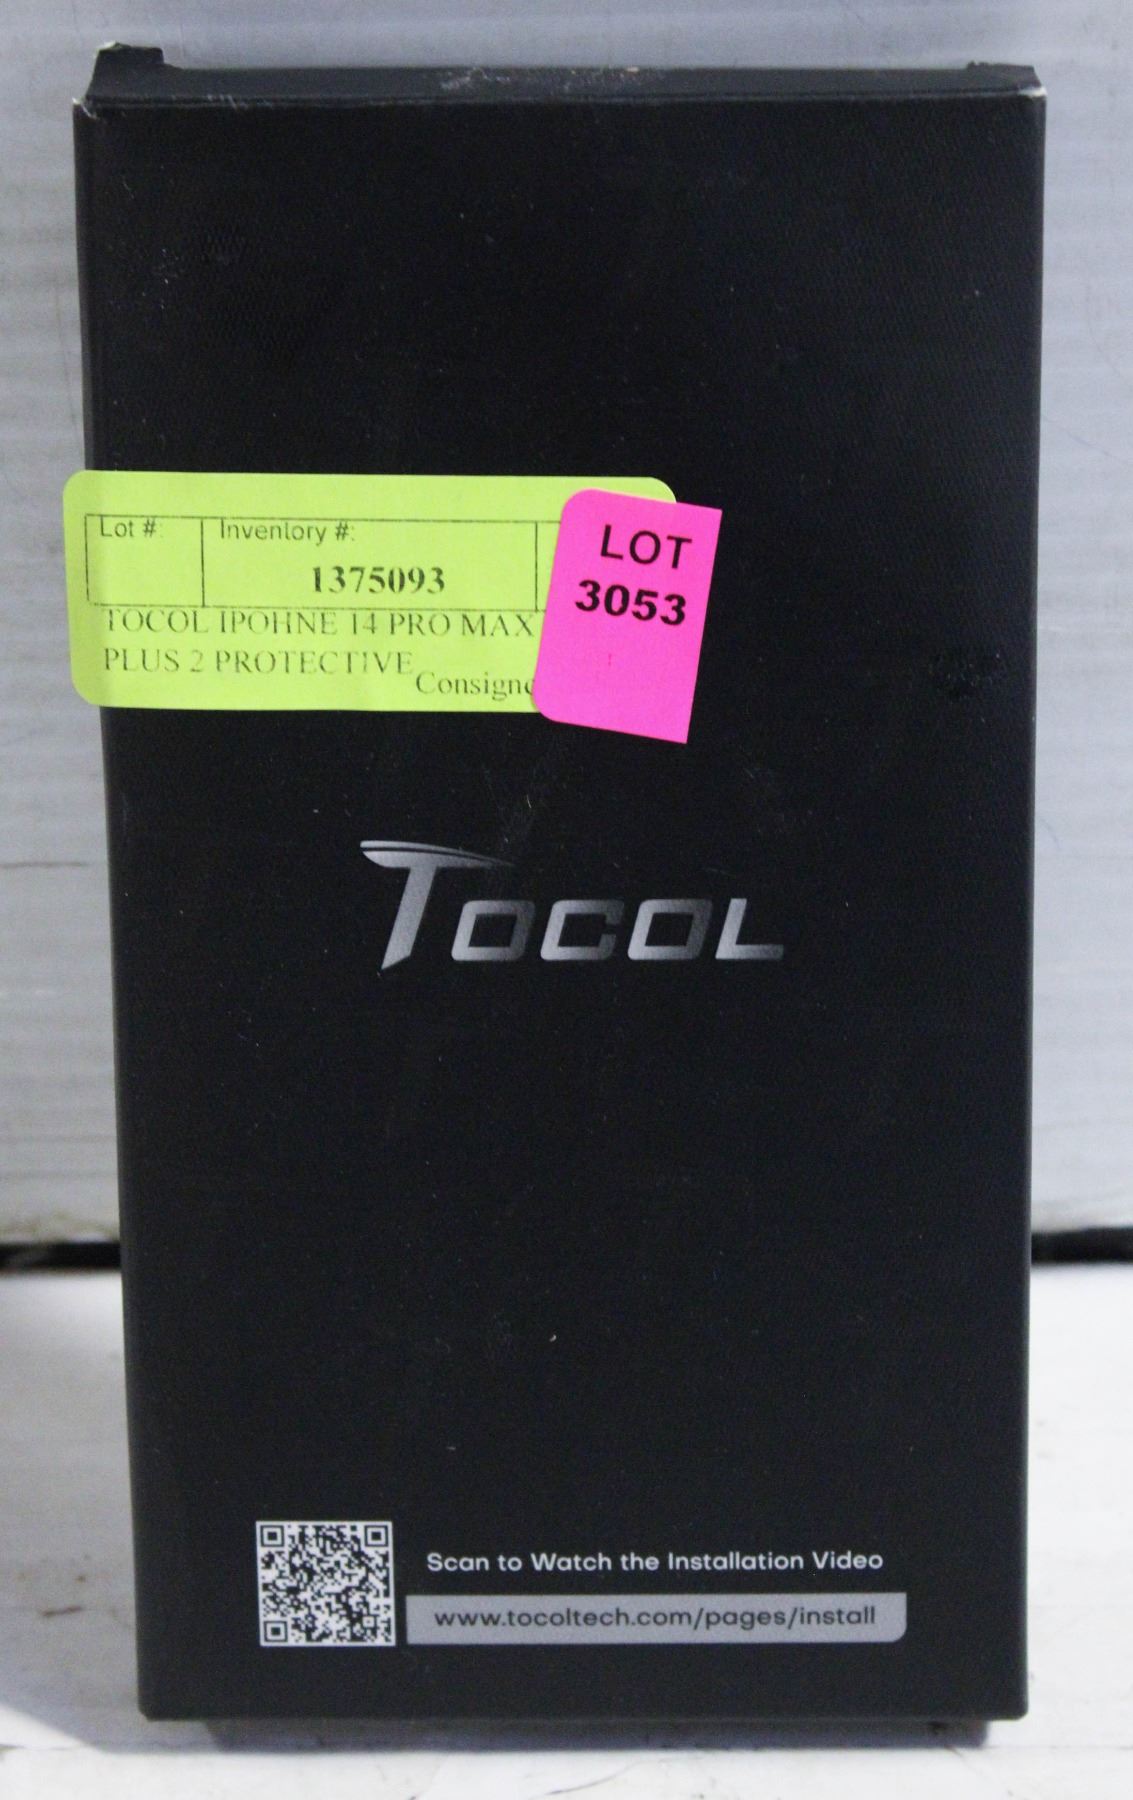 Lot #:
Inventory #:
1375093
TOCOL IPOHNE 14 PRO MAX
PLUS 2 PROTECTIVE
LOT
3053
TOCOL
Scan to Watch the Installation Video
www.tocoltech.com/pages/install